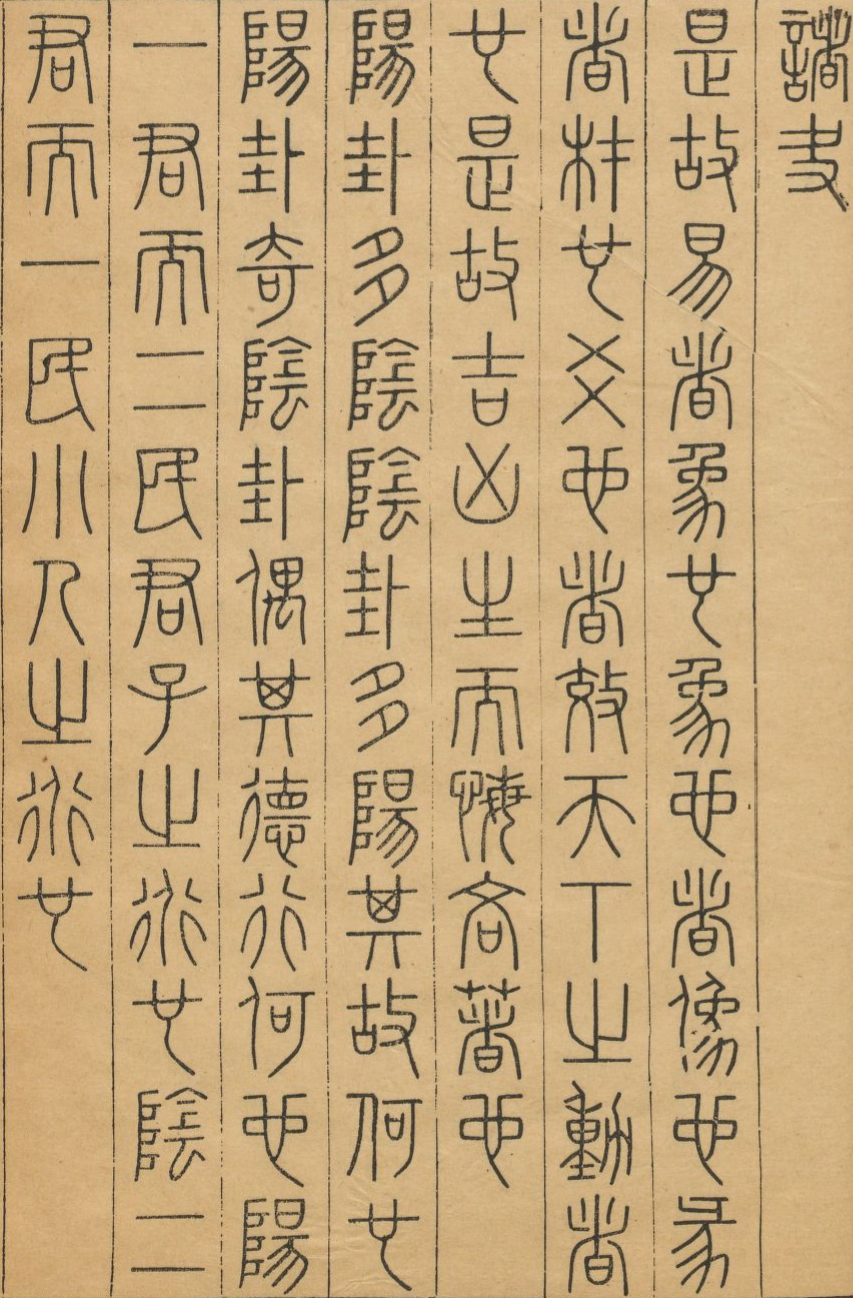 諸夬
是故易者象也象也者像也彖
者材也爻也者效天下之動者
也是故吉凶生而悔吝著也
陽卦多陰陰卦多陽其故何也
陽卦奇陰卦偶其德行何也陽
一君而二民君子之道也陰二
君而一民小人之道也